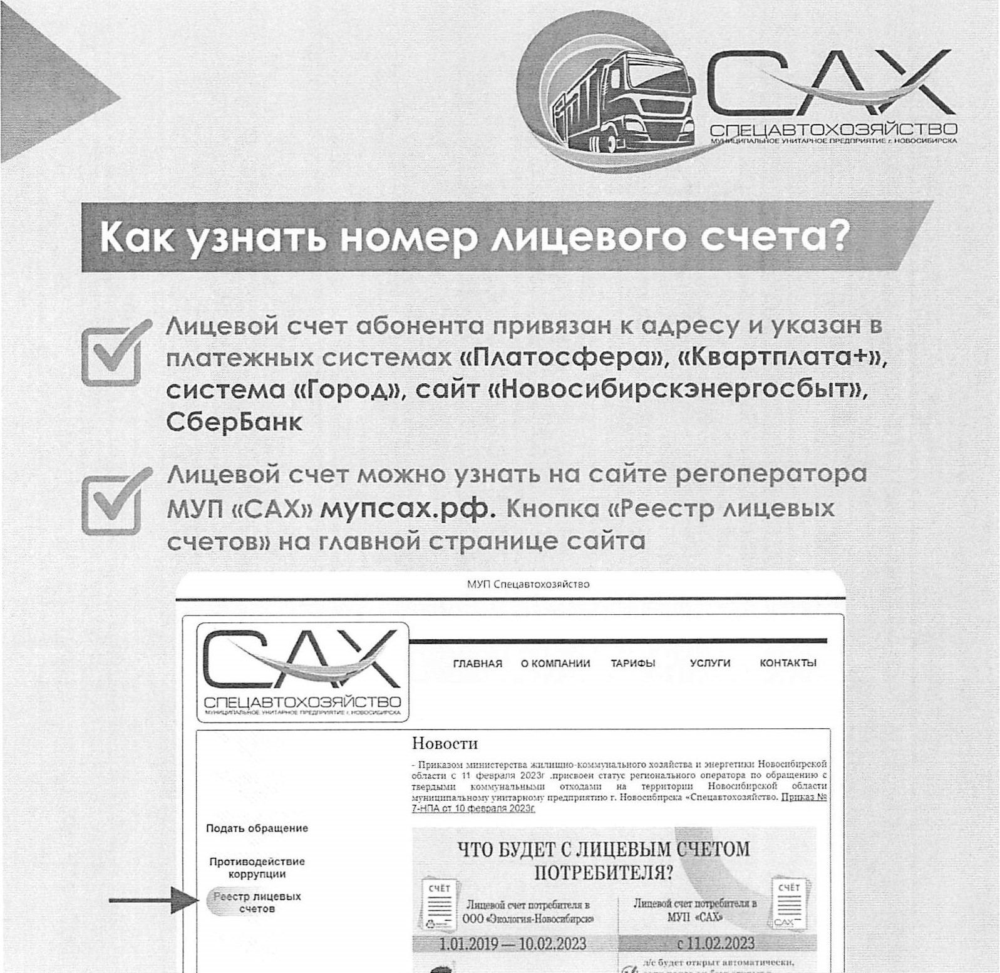 САХ
СПЕЦАВТОХОЗЯЙСТВО
МУНИЦИПАЛЬНОЕ УНИТАРНОЕ ПРЕДПРИЯТИЕ г. НОВОСИБИРСКА
Как узнать номер лицевого счета?
Лицевой счет абонента привязан к адресу и указан в
платежных системах «Платосфера», «Квартплата+»,
система «Город», сайт «Новосибирскэнергосбыт»,
СберБанк
Лицевой счет можно узнать на сайте регоператора
МУП «САХ» мупсах.рф. Кнопка «Реестр лицевых
счетов» на главной странице сайта
МУП Спецавтохозяйство
САХ
СПЕЦАВТОХОЗЯЙСТВО
МУНИЦИПАЛЬНОЕ УНИТАРНОЕ ПРЕДПРИЯТИЕ г. НОВОСИБИРСКА
ГЛАВНАЯ О КОМПАНИИ ТАРИФЫ УСЛУГИ КОНТАКТЫ
Новости
- Приказом министерства жилищно-коммунального хозяйства и энергетики Новосибирской
области с 11 февраля 2023г .присвоен статус регионального оператора по обращению с
твердыми коммунальными отходами на территории Новосибирской области
муниципальному унитарному предприятию г. Новосибирска «Спецавтохозяйство. Приказ №
7-НПА от 10 февраля 2023г.
Подать обращение
Противодействие
коррупции
Реестр лицевых
счетов
ЧТО БУДЕТ С ЛИЦЕВЫМ СЧЕТОМ
ПОТРЕБИТЕЛЯ?
СЧЁТ
Лицевой счет потребителя в
ООО «Экология-Новосибирск»
1.01.2019 — 10.02.2023
Лицевой счет потребителя в
МУП «САХ»
СЧЁТ
САХ
с 11.02.2023
л/с будет открыт автоматически,